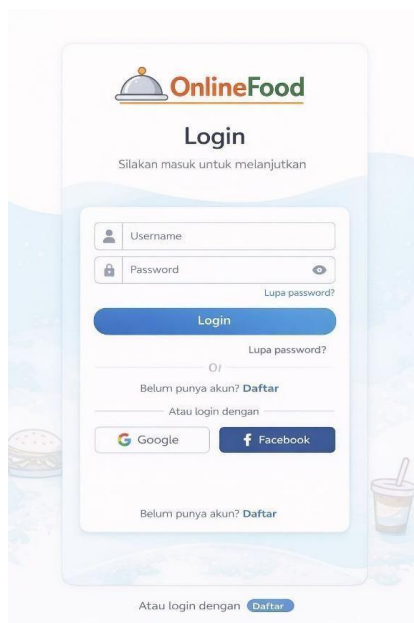 OnlineFood
Login
Silakan masuk untuk melanjutkan
Username
Password
Lupa password?
Login
Lupa password?
Or
Belum punya akun? Daftar
Atau login dengan
Google
Facebook
Belum punya akun? Daftar
Atau login dengan Daftar